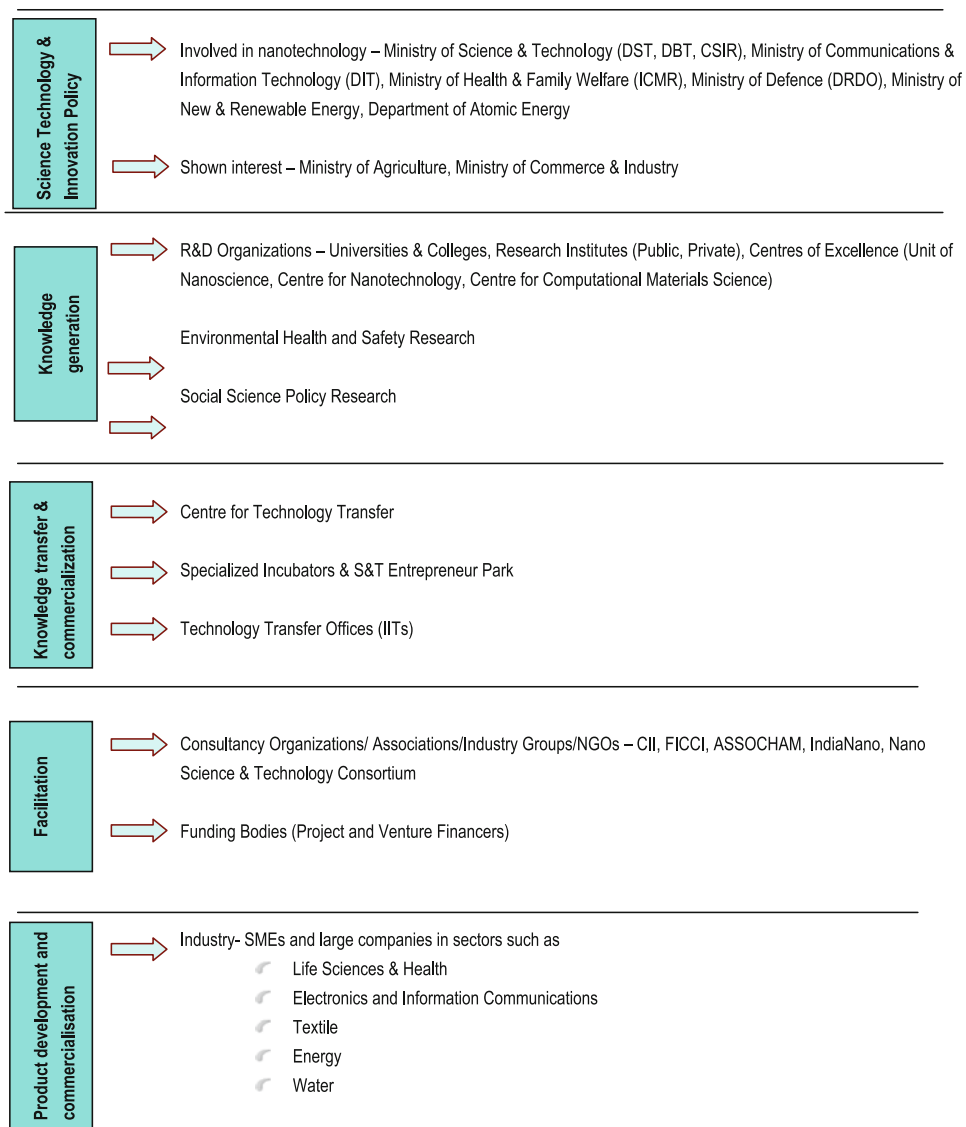 Science Technology &
Innovation Policy
Involved in nanotechnology – Ministry of Science & Technology (DST, DBT, CSIR), Ministry of Communications &
Information Technology (DIT), Ministry of Health & Family Welfare (ICMR), Ministry of Defence (DRDO), Ministry of
New & Renewable Energy, Department of Atomic Energy
Shown interest – Ministry of Agriculture, Ministry of Commerce & Industry
Knowledge
generation
R&D Organizations – Universities & Colleges, Research Institutes (Public, Private), Centres of Excellence (Unit of
Nanoscience, Centre for Nanotechnology, Centre for Computational Materials Science)
Environmental Health and Safety Research
Social Science Policy Research
Knowledge transfer &
commercialization
Centre for Technology Transfer
Specialized Incubators & S&T Entrepreneur Park
Technology Transfer Offices (IITs)
Facilitation
Consultancy Organizations/ Associations/Industry Groups/NGOs – CII, FICCI, ASSOCHAM, IndiaNano, Nano
Science & Technology Consortium
Funding Bodies (Project and Venture Financers)
Product development and
commercialisation
Industry- SMEs and large companies in sectors such as
Life Sciences & Health
Electronics and Information Communications
Textile
Energy
Water